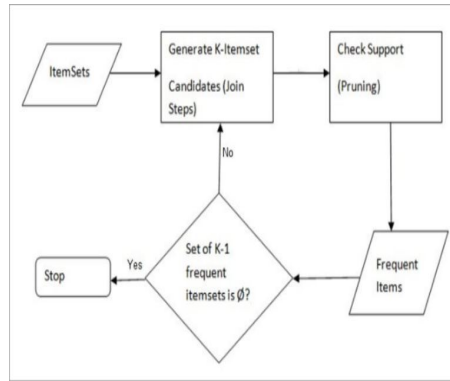 ItemSets
Generate K-Itemset
Candidates (Join
Steps)
Check Support
(Pruning)
No
Set of K-1
frequent
itemsets is Ø?
Yes
Stop
Frequent
Items